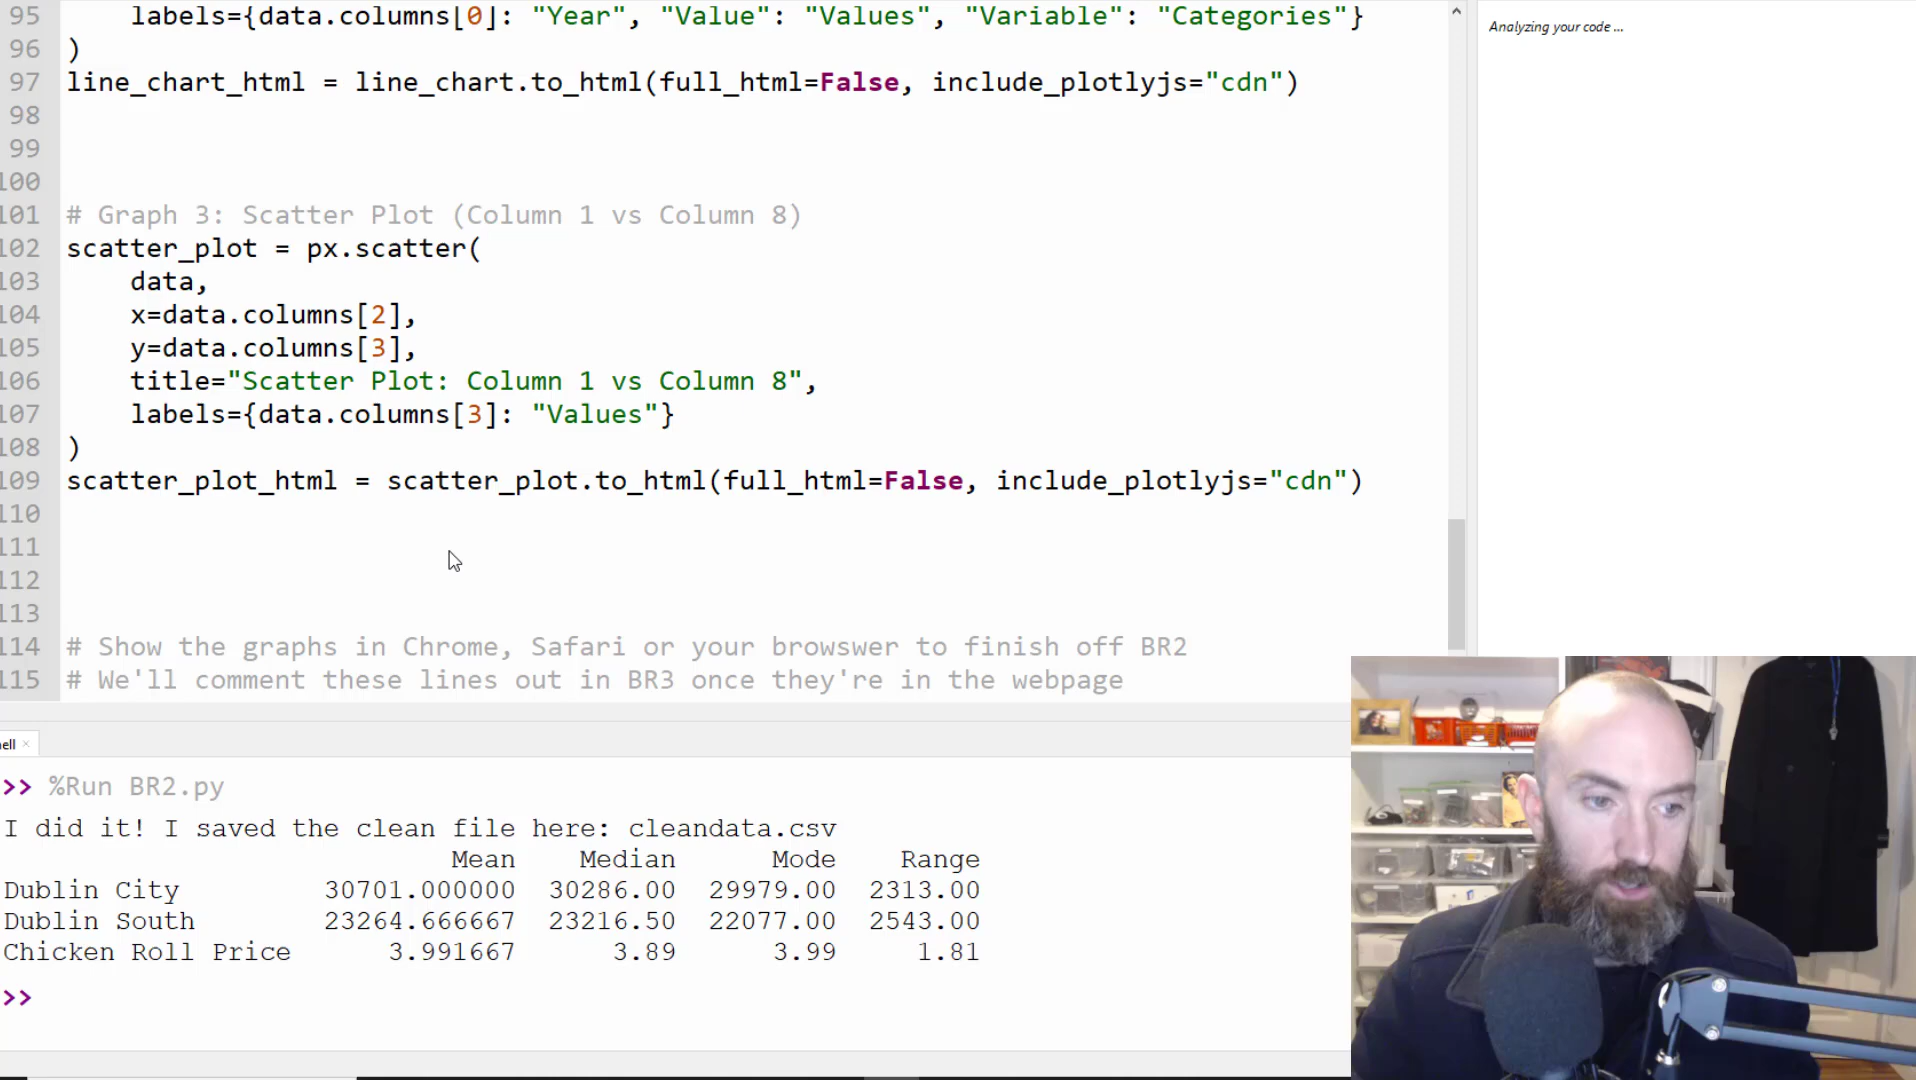 95 labels={data.columns[0]: "Year", "Value": "Values", "Variable": "Categories"}
96 )
97 line_chart_html = line_chart.to_html(full_html=False, include_plotlyjs="cdn")
98
99
100
101 # Graph 3: Scatter Plot (Column 1 vs Column 8)
102 scatter_plot = px.scatter(
103 data,
104 x=data.columns[2],
105 y=data.columns[3],
106 title="Scatter Plot: Column 1 vs Column 8",
107 labels={data.columns[3]: "Values"}
108 )
109 scatter_plot_html = scatter_plot.to_html(full_html=False, include_plotlyjs="cdn")
110
111
112
113
114 # Show the graphs in Chrome, Safari or your browswer to finish off BR2
115 # We'll comment these lines out in BR3 once they're in the webpage
Analyzing your code ...
ell ×
>> %Run BR2.py
I did it! I saved the clean file here: cleandata.csv
Mean Median Mode Range
Dublin City 30701.000000 30286.00 29979.00 2313.00
Dublin South 23264.666667 23216.50 22077.00 2543.00
Chicken Roll Price 3.991667 3.89 3.99 1.81
>>